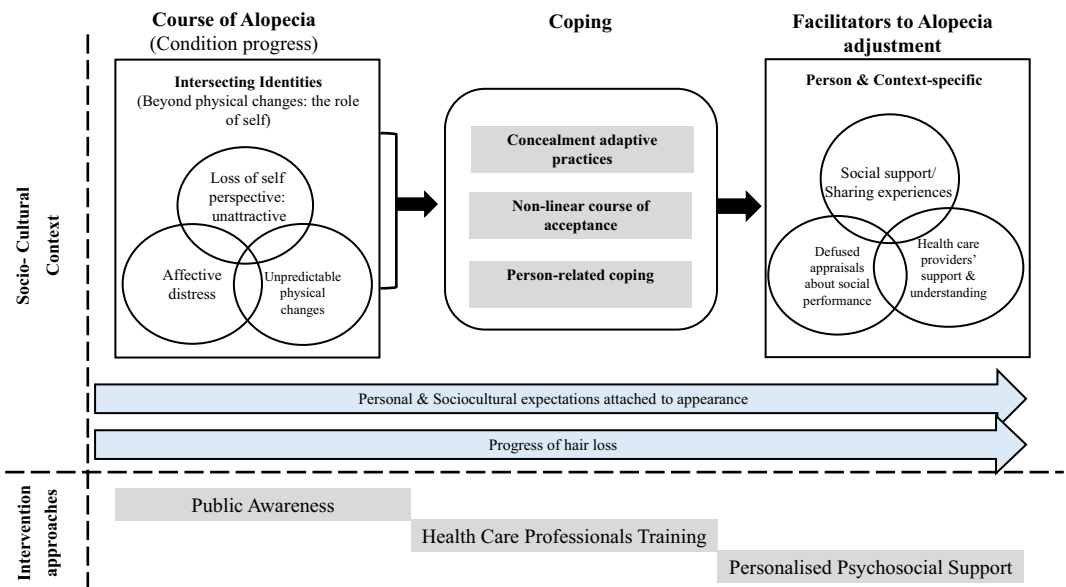 Course of Alopecia
(Condition progress)
Coping
Facilitators to Alopecia
adjustment
Socio- Cultural
Context
Intersecting Identities
(Beyond physical changes: the role
of self)
Loss of self
perspective:
unattractive
Affective
distress
Unpredictable
physical
changes
Concealment adaptive
practices
Non-linear course of
acceptance
Person-related coping
Person & Context-specific
Social support/
Sharing experiences
Defused
appraisals
about social
performance
Health care
providers’
support &
understanding
Personal & Sociocultural expectations attached to appearance
Progress of hair loss
Intervention
approaches
Public Awareness
Health Care Professionals Training
Personalised Psychosocial Support